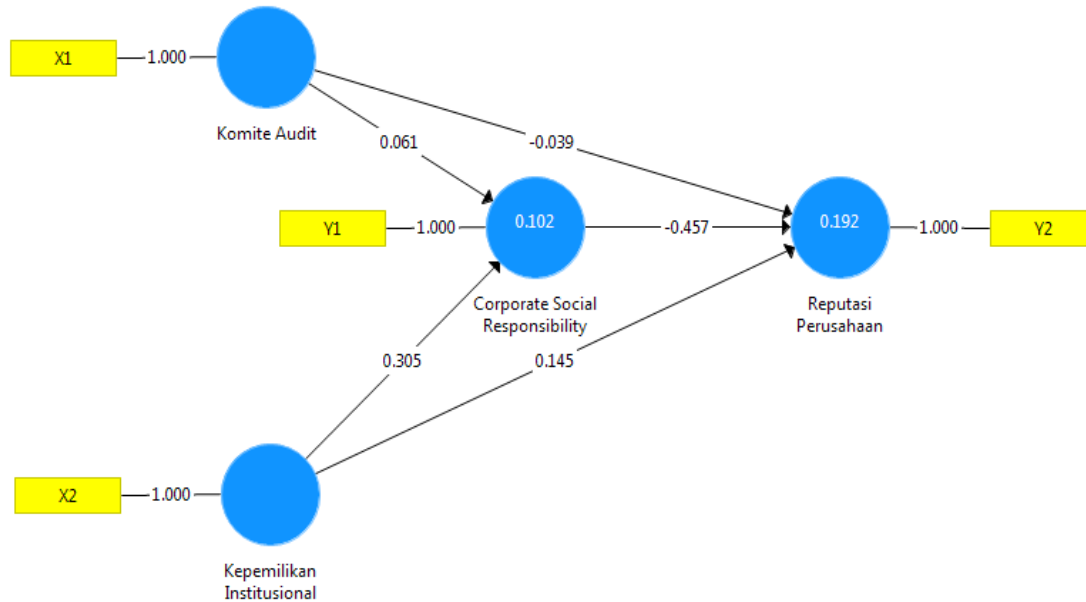 X1
1.000
Komite Audit
0.061
-0.039
Y1
1.000
0.102
-0.457
0.192
1.000
Y2
Corporate Social
Responsibility
Reputasi
Perusahaan
0.305
0.145
X2
1.000
Kepemilikan
Institusional